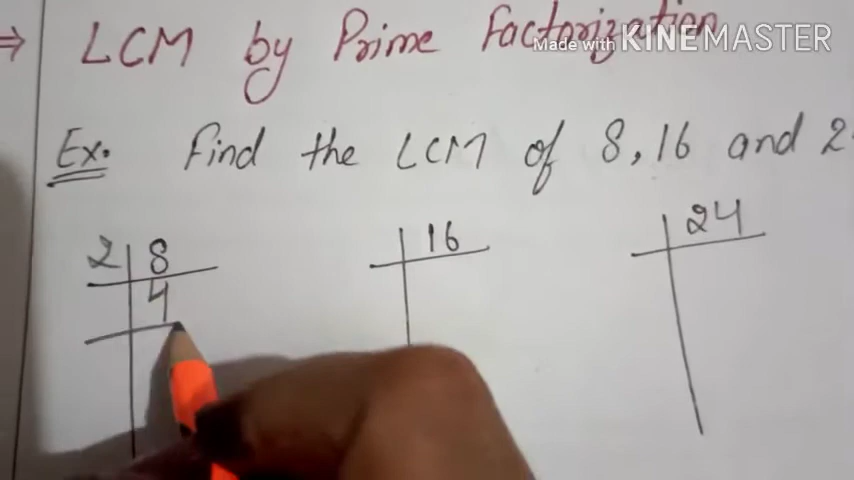 ⇒ LCM by Prime Factorization
Made with KINEMASTER
Ex. Find the LCM of 8, 16 and 2
2 8 16 24
4